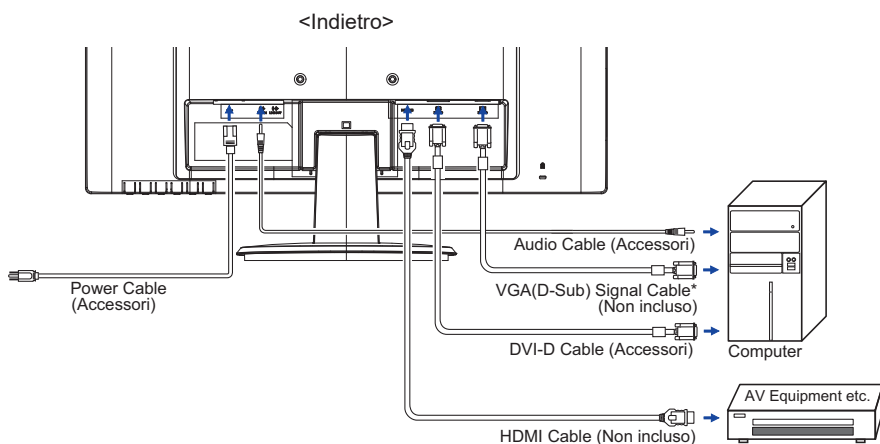 <Indietro>
Audio Cable (Accessori)
Power Cable
(Accessori)
VGA(D-Sub) Signal Cable*
(Non incluso)
DVI-D Cable (Accessori)
Computer
AV Equipment etc.
HDMI Cable (Non incluso)